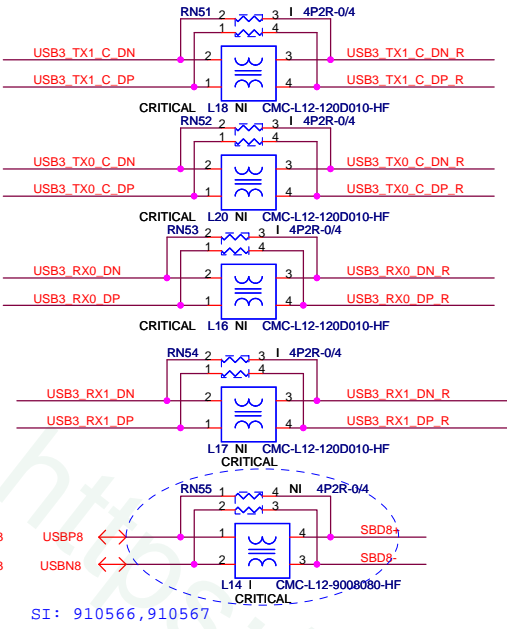 RN51 2 3 I 4P2R-0/4
1 4
USB3_TX1_C_DN 2 3 USB3_TX1_C_DN_R
USB3_TX1_C_DP 1 4 USB3_TX1_C_DP_R
CRITICAL L18 NI CMC-L12-120D010-HF
RN52 2 3 I 4P2R-0/4
1 4
USB3_TX0_C_DN 2 3 USB3_TX0_C_DN_R
USB3_TX0_C_DP 1 4 USB3_TX0_C_DP_R
CRITICAL L20 NI CMC-L12-120D010-HF
RN53 2 3 I 4P2R-0/4
1 4
USB3_RX0_DN 2 3 USB3_RX0_DN_R
USB3_RX0_DP 1 4 USB3_RX0_DP_R
CRITICAL L16 NI CMC-L12-120D010-HF
RN54 2 3 I 4P2R-0/4
1 4
USB3_RX1_DN 2 3 USB3_RX1_DN_R
USB3_RX1_DP 1 4 USB3_RX1_DP_R
L17 NI CMC-L12-120D010-HF
CRITICAL
RN55 1 4 NI 4P2R-0/4
2 3
USBP8 1 4 SBD8+
USBN8 2 3 SBD8-
L14 I CMC-L12-9008080-HF
CRITICAL
SI: 910566,910567
https